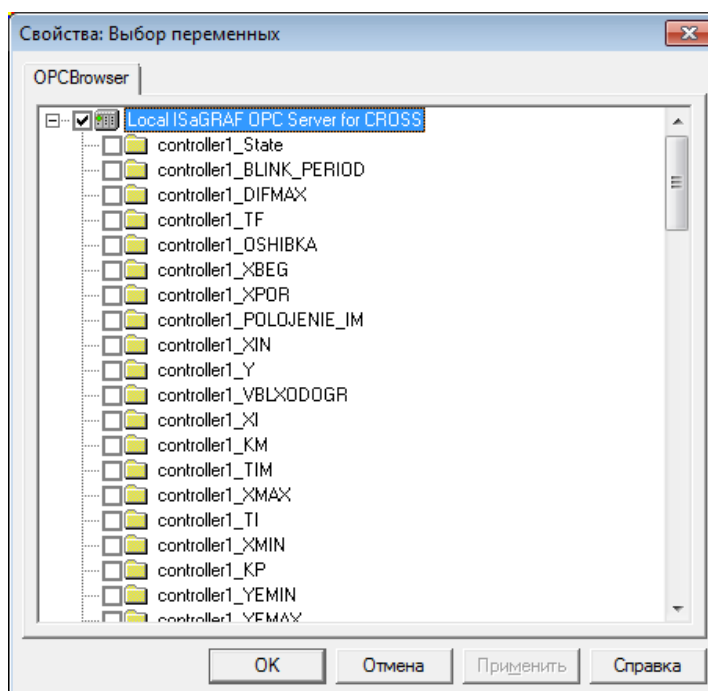 Свойства: Выбор переменных
OPCBrowser
Local ISaGRAF OPC Server for CROSS
controller1_State
controller1_BLINK_PERIOD
controller1_DIFMAX
controller1_TF
controller1_OSHIBKA
controller1_XBEG
controller1_XPOR
controller1_POLOJENIE_IM
controller1_XIN
controller1_Y
controller1_VBLXODOGR
controller1_XI
controller1_KM
controller1_TIM
controller1_XMAX
controller1_TI
controller1_XMIN
controller1_KP
controller1_YEMIN
controller1_YEMAX
OK Отмена Применить Справка